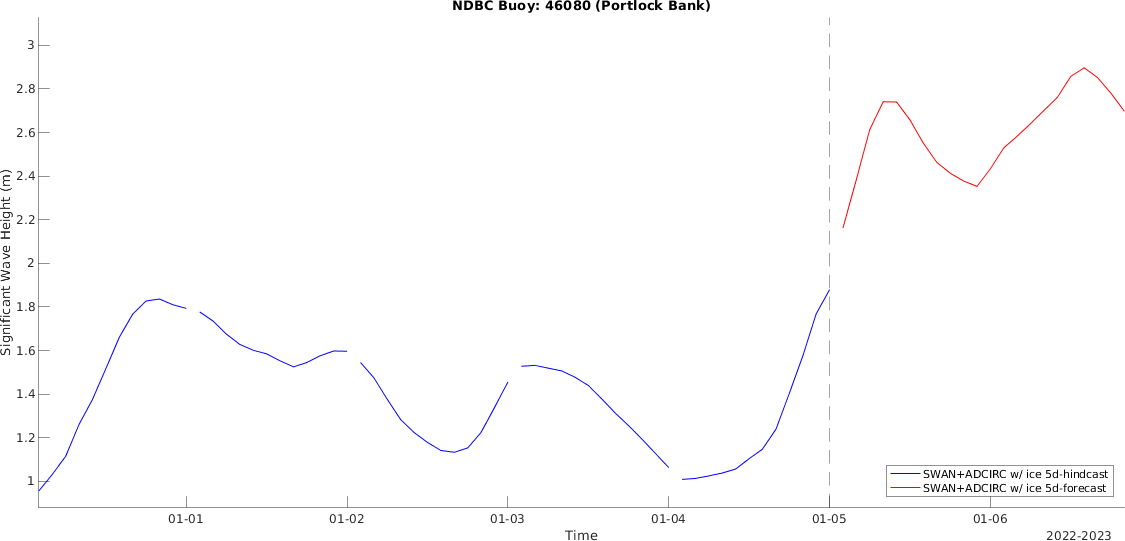 NDBC Buoy: 46080 (Portlock Bank)
Significant Wave Height (m)
3
2.8
2.6
2.4
2.2
2
1.8
1.6
1.4
1.2
1
SWAN+ADCIRC w/ ice 5d-hindcast
SWAN+ADCIRC w/ ice 5d-forecast
01-01 01-02 01-03 01-04 01-05 01-06
Time
2022-2023